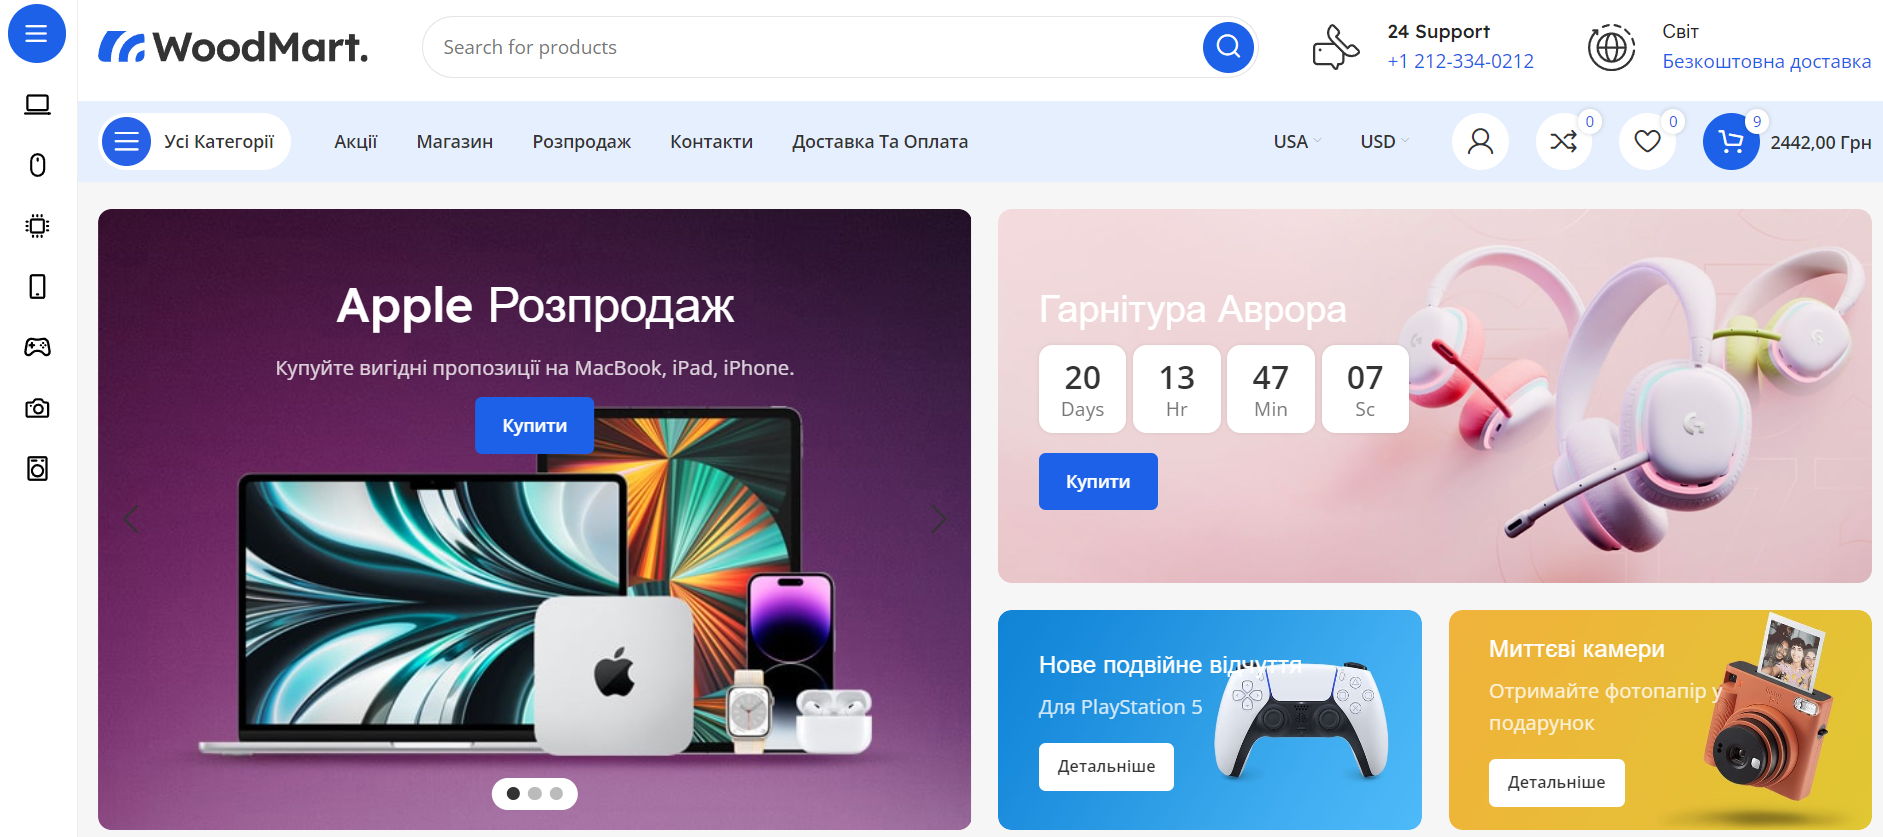 WoodMart.
Search for products
24 Support
+1 212-334-0212
Світ
Безкоштовна доставка
Усі Категорії
Акції
Магазин
Розпродаж
Контакти
Доставка Та Оплата
USA
USD
0
0
9
2442,00 Грн
Apple Розпродаж
Купуйте вигідні пропозиції на MacBook, iPad, iPhone.
Купити
Гарнітура Аврора
20 13 47 07
Days Hr Min Sc
Купити
Нове подвійне відчуття
Для PlayStation 5
Детальніше
Миттєві камери
Отримайте фотопапір у
подарунок
Детальніше